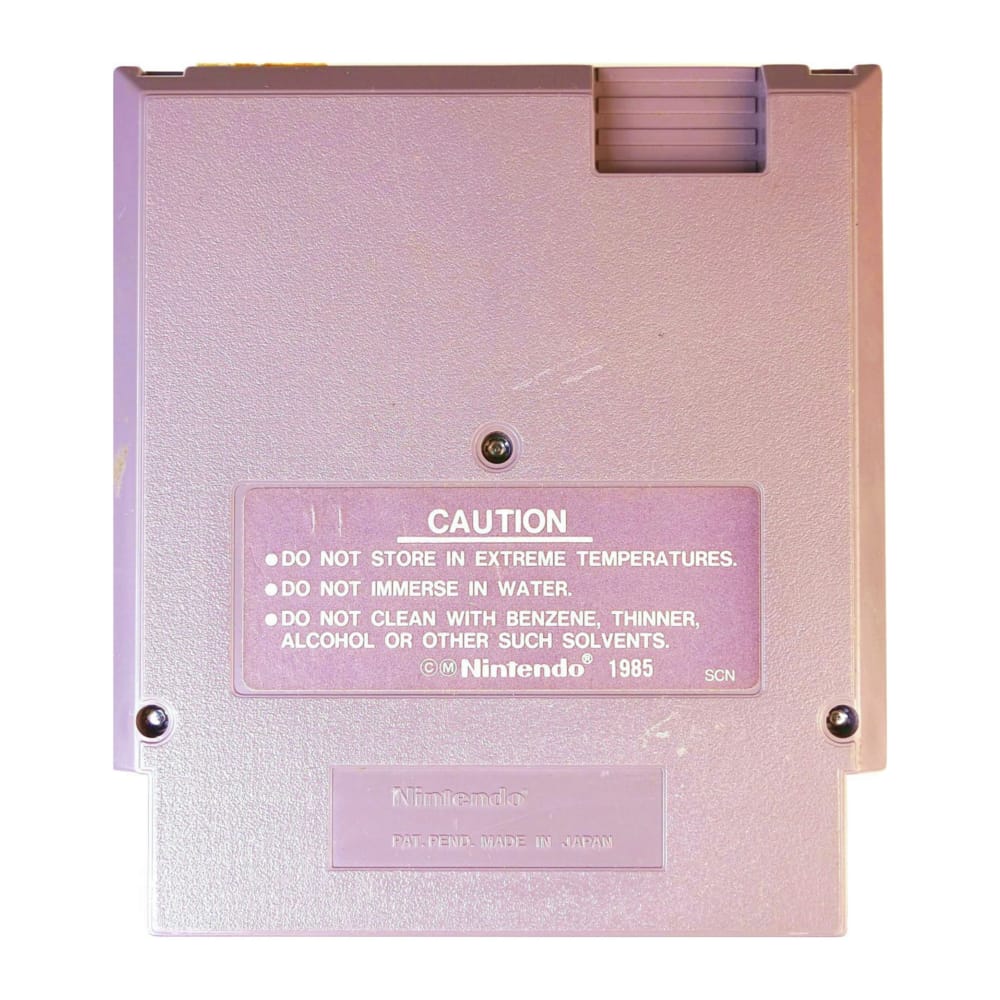 CAUTION
●DO NOT STORE IN EXTREME TEMPERATURES.
●DO NOT IMMERSE IN WATER.
●DO NOT CLEAN WITH BENZENE, THINNER,
ALCOHOL OR OTHER SUCH SOLVENTS.
©Ⓜ Nintendo® 1985
SCN
Nintendo®
PAT. PEND. MADE IN JAPAN